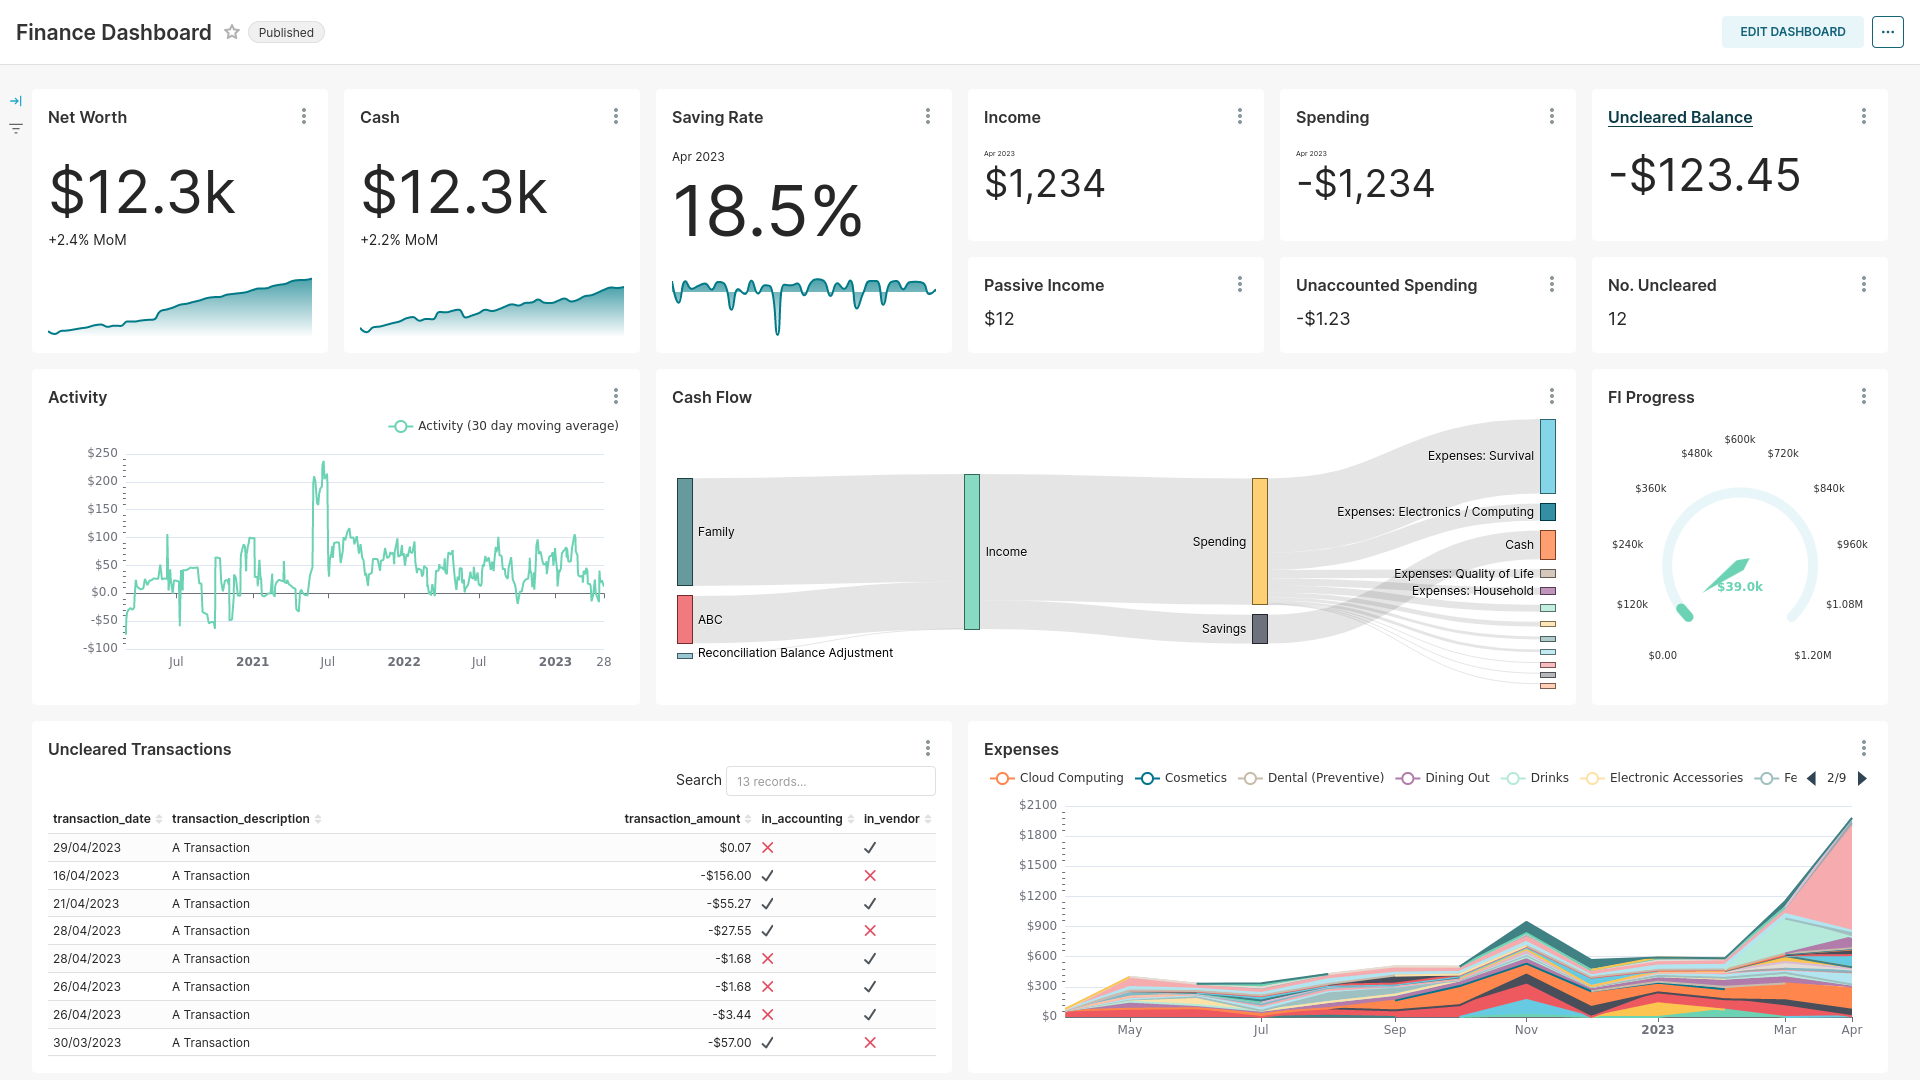 Finance Dashboard
Published
EDIT DASHBOARD
Net Worth
$12.3k
+2.4% MoM
Cash
$12.3k
+2.2% MoM
Saving Rate
Apr 2023
18.5%
Income
Apr 2023
$1,234
Spending
Apr 2023
-$1,234
Uncleared Balance
-$123.45
Passive Income
$12
Unaccounted Spending
-$1.23
No. Uncleared
12
Activity
Activity (30 day moving average)
$250
$200
$150
$100
$50
$0.0
-$50
-$100
Jul 2021 Jul 2022 Jul 2023 28
Cash Flow
Family
ABC
Reconciliation Balance Adjustment
Income
Spending
Savings
Expenses: Survival
Expenses: Electronics / Computing
Cash
Expenses: Quality of Life
Expenses: Household
FI Progress
$600k
$480k $720k
$360k $840k
$240k $960k
$39.0k
$120k $1.08M
$0.00 $1.20M
Uncleared Transactions
Search 13 records...
transaction_date transaction_description transaction_amount in_accounting in_vendor
29/04/2023 A Transaction $0.07
16/04/2023 A Transaction -$156.00
21/04/2023 A Transaction -$55.27
28/04/2023 A Transaction -$27.55
28/04/2023 A Transaction -$1.68
26/04/2023 A Transaction -$1.68
26/04/2023 A Transaction -$3.44
30/03/2023 A Transaction -$57.00
Expenses
Cloud Computing Cosmetics Dental (Preventive) Dining Out Drinks Electronic Accessories Fe 2/9
$2100
$1800
$1500
$1200
$900
$600
$300
$0
May Jul Sep Nov 2023 Mar Apr